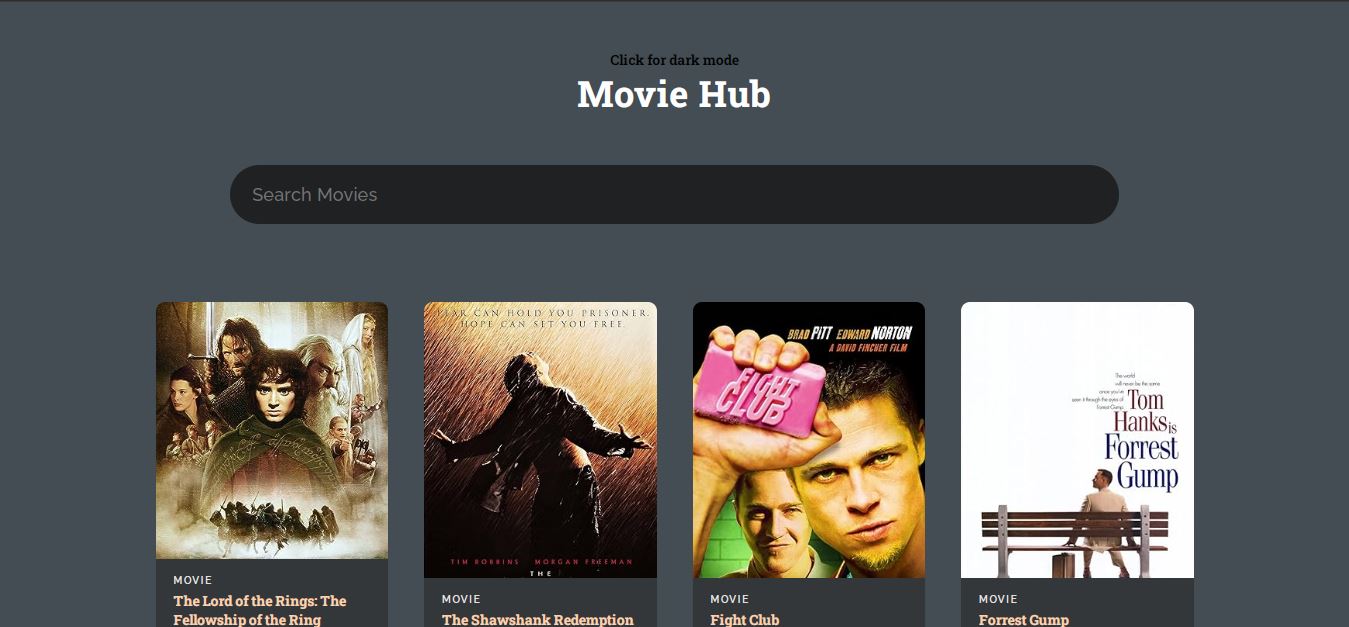 Click for dark mode
Movie Hub
Search Movies
FEAR CAN HOLD YOU PRISONER.
HOPE CAN SET YOU FREE.
TIM ROBBINS MORGAN FREEMAN
THE
BRAD PITT EDWARD NORTON
A DAVID FINCHER FILM
FIGHT
CLUB
The world
will never be the same
once you've
seen it through the eyes of
Forrest Gump.
Tom
Hanks is
Forrest
Gump
MOVIE
The Lord of the Rings: The
Fellowship of the Ring
MOVIE
The Shawshank Redemption
MOVIE
Fight Club
MOVIE
Forrest Gump